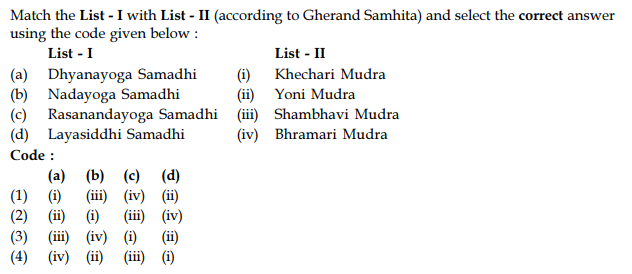 Match the List - I with List - II (according to Gherand Samhita) and select the correct answer
using the code given below :
List - I List - II
(a) Dhyanayoga Samadhi (i) Khechari Mudra
(b) Nadayoga Samadhi (ii) Yoni Mudra
(c) Rasanandayoga Samadhi (iii) Shambhavi Mudra
(d) Layasiddhi Samadhi (iv) Bhramari Mudra
Code :
(a) (b) (c) (d)
(1) (i) (iii) (iv) (ii)
(2) (ii) (i) (iii) (iv)
(3) (iii) (iv) (i) (ii)
(4) (iv) (ii) (iii) (i)